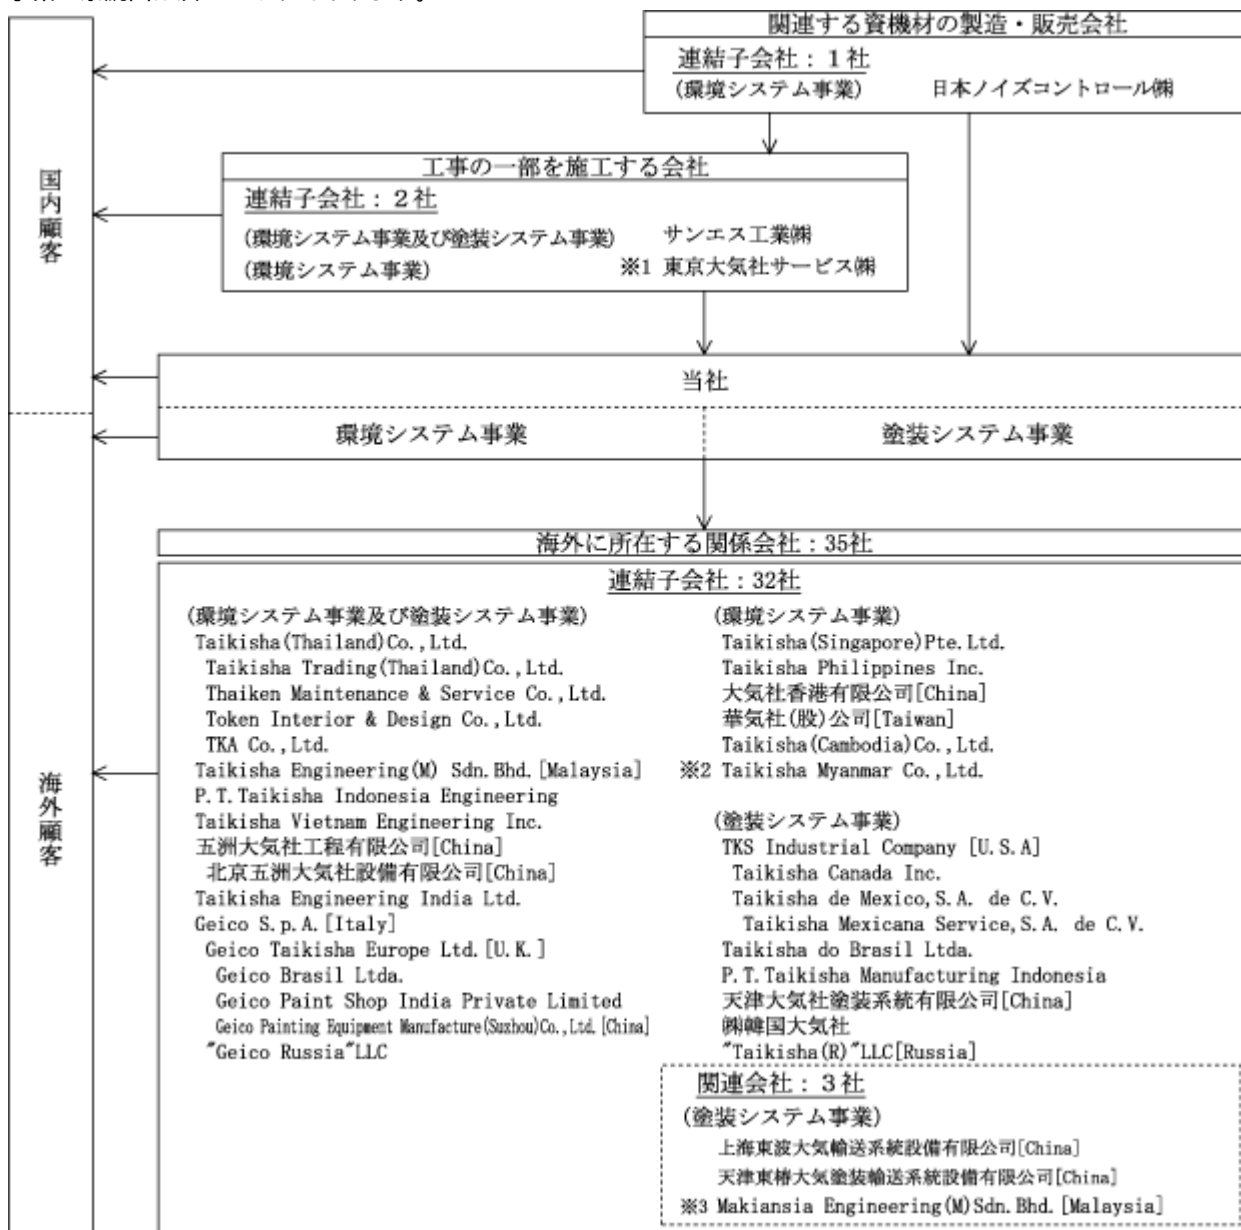 関連する資機材の製造・販売会社
連結子会社：１社
(環境システム事業) 日本ノイズコントロール㈱
工事の一部を施工する会社
連結子会社：２社
(環境システム事業及び塗装システム事業) サンエス工業㈱
(環境システム事業) ※1 東京大気社サービス㈱
国内顧客
当社
環境システム事業 塗装システム事業
海外に所在する関係会社：35社
連結子会社：32社
(環境システム事業及び塗装システム事業)
Taikisha(Thailand)Co.,Ltd.
Taikisha Trading(Thailand)Co.,Ltd.
Thaiken Maintenance & Service Co.,Ltd.
Token Interior & Design Co.,Ltd.
TKA Co.,Ltd.
Taikisha Engineering(M) Sdn.Bhd.[Malaysia]
P.T.Taikisha Indonesia Engineering
Taikisha Vietnam Engineering Inc.
五洲大気社工程有限公司[China]
北京五洲大気社設備有限公司[China]
Taikisha Engineering India Ltd.
Geico S.p.A.[Italy]
Geico Taikisha Europe Ltd.[U.K.]
Geico Brasil Ltda.
Geico Paint Shop India Private Limited
Geico Painting Equipment Manufacture(Suzhou)Co.,Ltd.[China]
"Geico Russia"LLC
(環境システム事業)
Taikisha(Singapore)Pte.Ltd.
Taikisha Philippines Inc.
大気社香港有限公司[China]
華気社(股)公司[Taiwan]
Taikisha(Cambodia)Co.,Ltd.
※2 Taikisha Myanmar Co.,Ltd.
(塗装システム事業)
TKS Industrial Company [U.S.A]
Taikisha Canada Inc.
Taikisha de Mexico,S.A. de C.V.
Taikisha Mexicana Service,S.A. de C.V.
Taikisha do Brasil Ltda.
P.T.Taikisha Manufacturing Indonesia
天津大気社塗装系統有限公司[China]
㈱韓国大気社
"Taikisha(R)"LLC[Russia]
関連会社：３社
(塗装システム事業)
上海東波大気輸送系統設備有限公司[China]
天津東椿大気塗装輸送系統設備有限公司[China]
※3 Makiansia Engineering(M)Sdn.Bhd.[Malaysia]
海外顧客